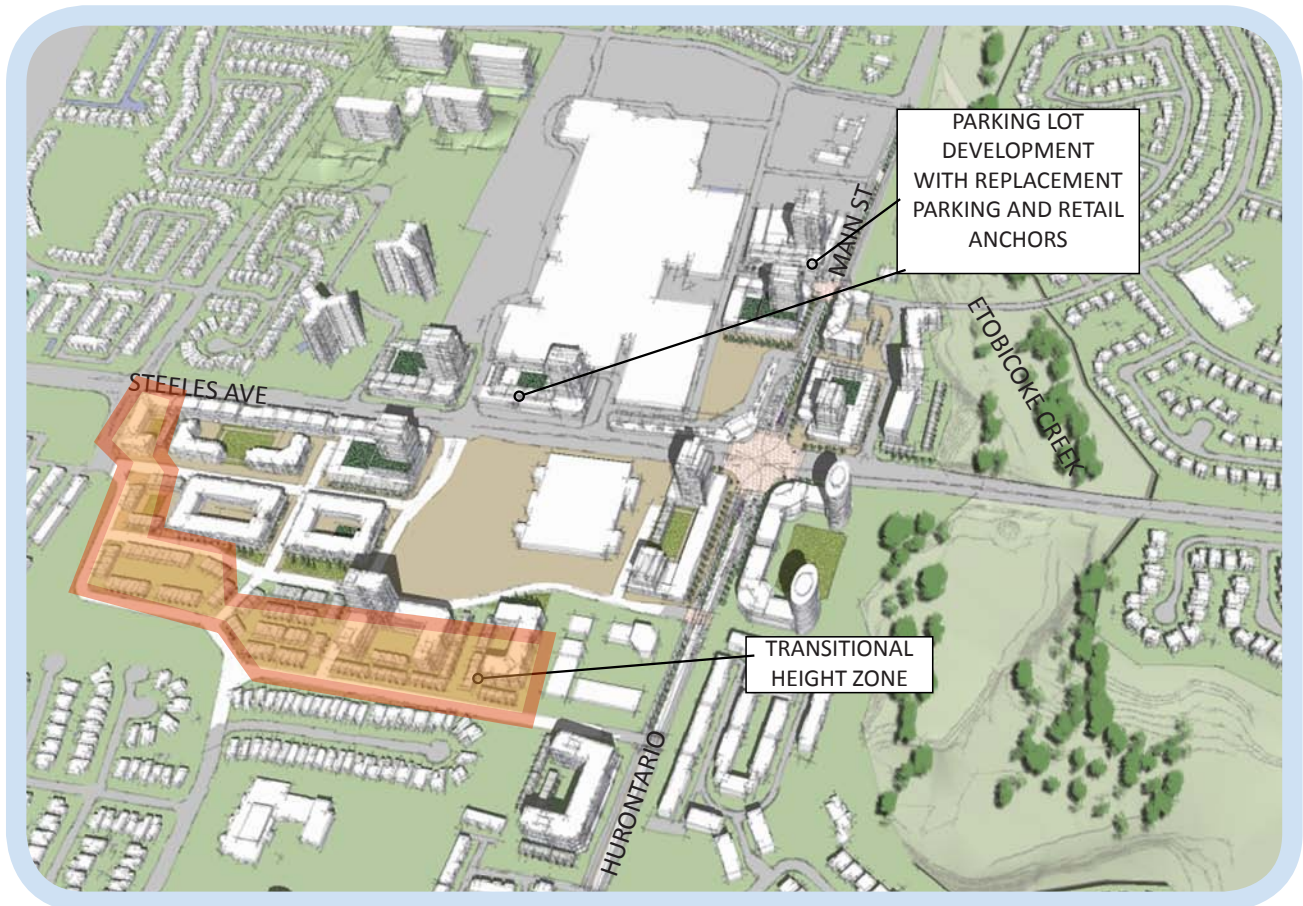 PARKING LOT
DEVELOPMENT
WITH REPLACEMENT
PARKING AND RETAIL
ANCHORS
MAIN ST
ETOBICOKE CREEK
STEELES AVE
TRANSITIONAL
HEIGHT ZONE
HURONTARIO